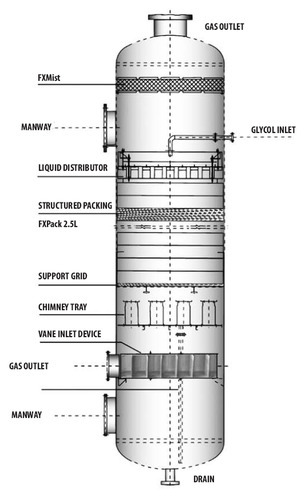 GAS OUTLET
FXMist
MANWAY
GLYCOL INLET
LIQUID DISTRIBUTOR
STRUCTURED PACKING
FXPack 2.5L
SUPPORT GRID
CHIMNEY TRAY
VANE INLET DEVICE
GAS OUTLET
MANWAY
DRAIN